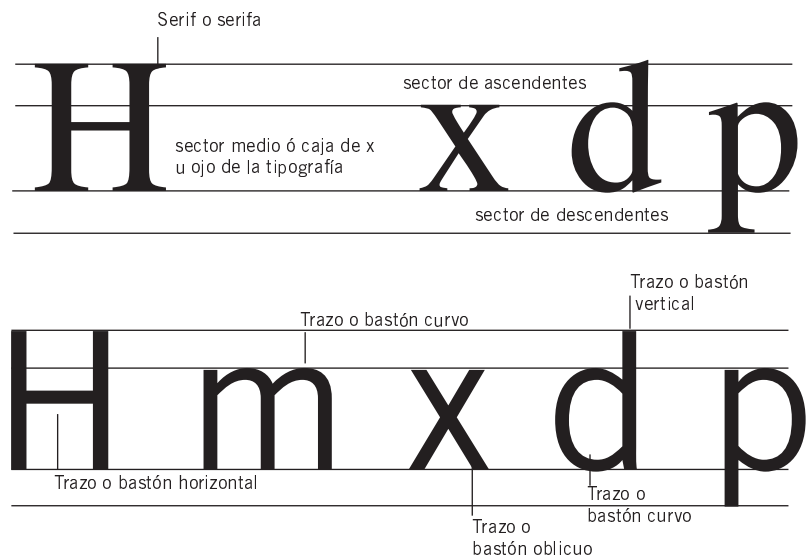 Serif o serifa
sector de ascendentes
H x d p
sector medio ó caja de x
u ojo de la tipografía
sector de descendentes
Trazo o bastón
vertical
Trazo o bastón curvo
H m x d p
Trazo o bastón horizontal
Trazo o
bastón curvo
Trazo o
bastón oblicuo